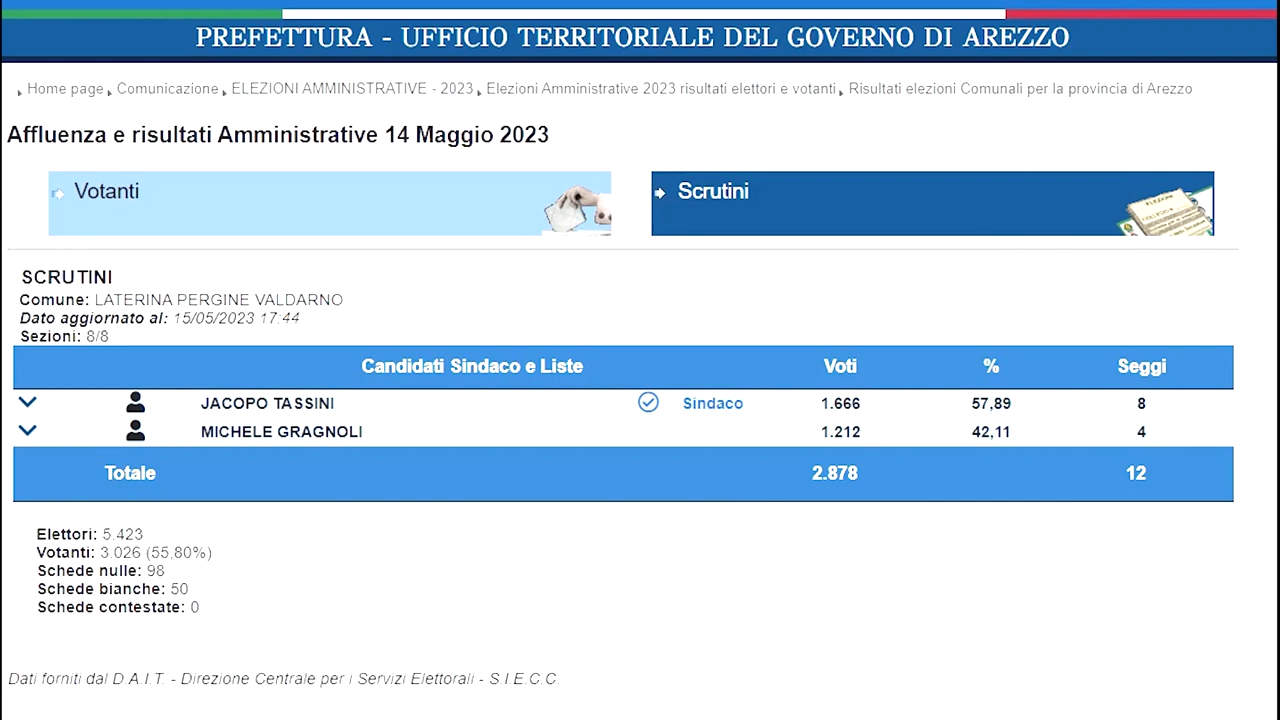 PREFETTURA - UFFICIO TERRITORIALE DEL GOVERNO DI AREZZO
Home page Comunicazione ELEZIONI AMMINISTRATIVE - 2023 Elezioni Amministrative 2023 risultati elettori e votanti Risultati elezioni Comunali per la provincia di Arezzo
Affluenza e risultati Amministrative 14 Maggio 2023
Votanti Scrutini
SCRUTINI
Comune: LATERINA PERGINE VALDARNO
Dato aggiornato al: 15/05/2023 17:44
Sezioni: 8/8
Candidati Sindaco e Liste Voti % Seggi
JACOPO TASSINI Sindaco 1.666 57,89 8
MICHELE GRAGNOLI 1.212 42,11 4
Totale 2.878 12
Elettori: 5.423
Votanti: 3.026 (55,80%)
Schede nulle: 98
Schede bianche: 50
Schede contestate: 0
Dati forniti dal D.A.I.T. - Direzione Centrale per i Servizi Elettorali - S.I.E.C.C.